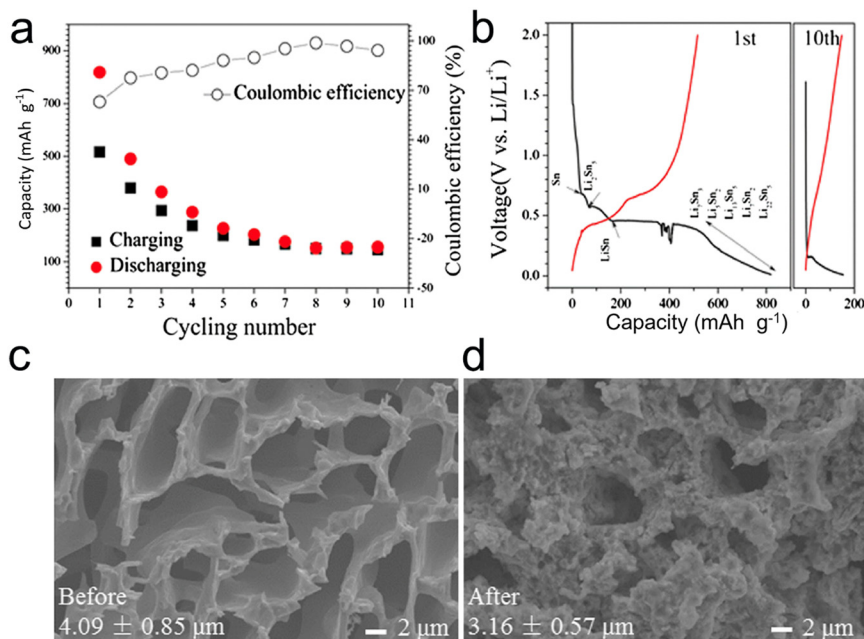 a
Capacity (mAh g⁻¹)
900
700
500
300
100
Coulombic efficiency
Charging
Discharging
100
70
40
10
-20
-50
Coulombic efficiency (%)
0 1 2 3 4 5 6 7 8 9 10 11
Cycling number
b
Voltage(V vs. Li/Li⁺)
2.0
1.5
1.0
0.5
0.0
1st
10th
Sn
Li₂Sn₅
LiSn
Li₇Sn₃
Li₅Sn₂
Li₁₃Sn₅
Li₇Sn₂
Li₂₂Sn₅
0 200 400 600 800
0 200
Capacity (mAh g⁻¹)
c
Before
4.09 ± 0.85 µm
2 µm
d
After
3.16 ± 0.57 µm
2 µm